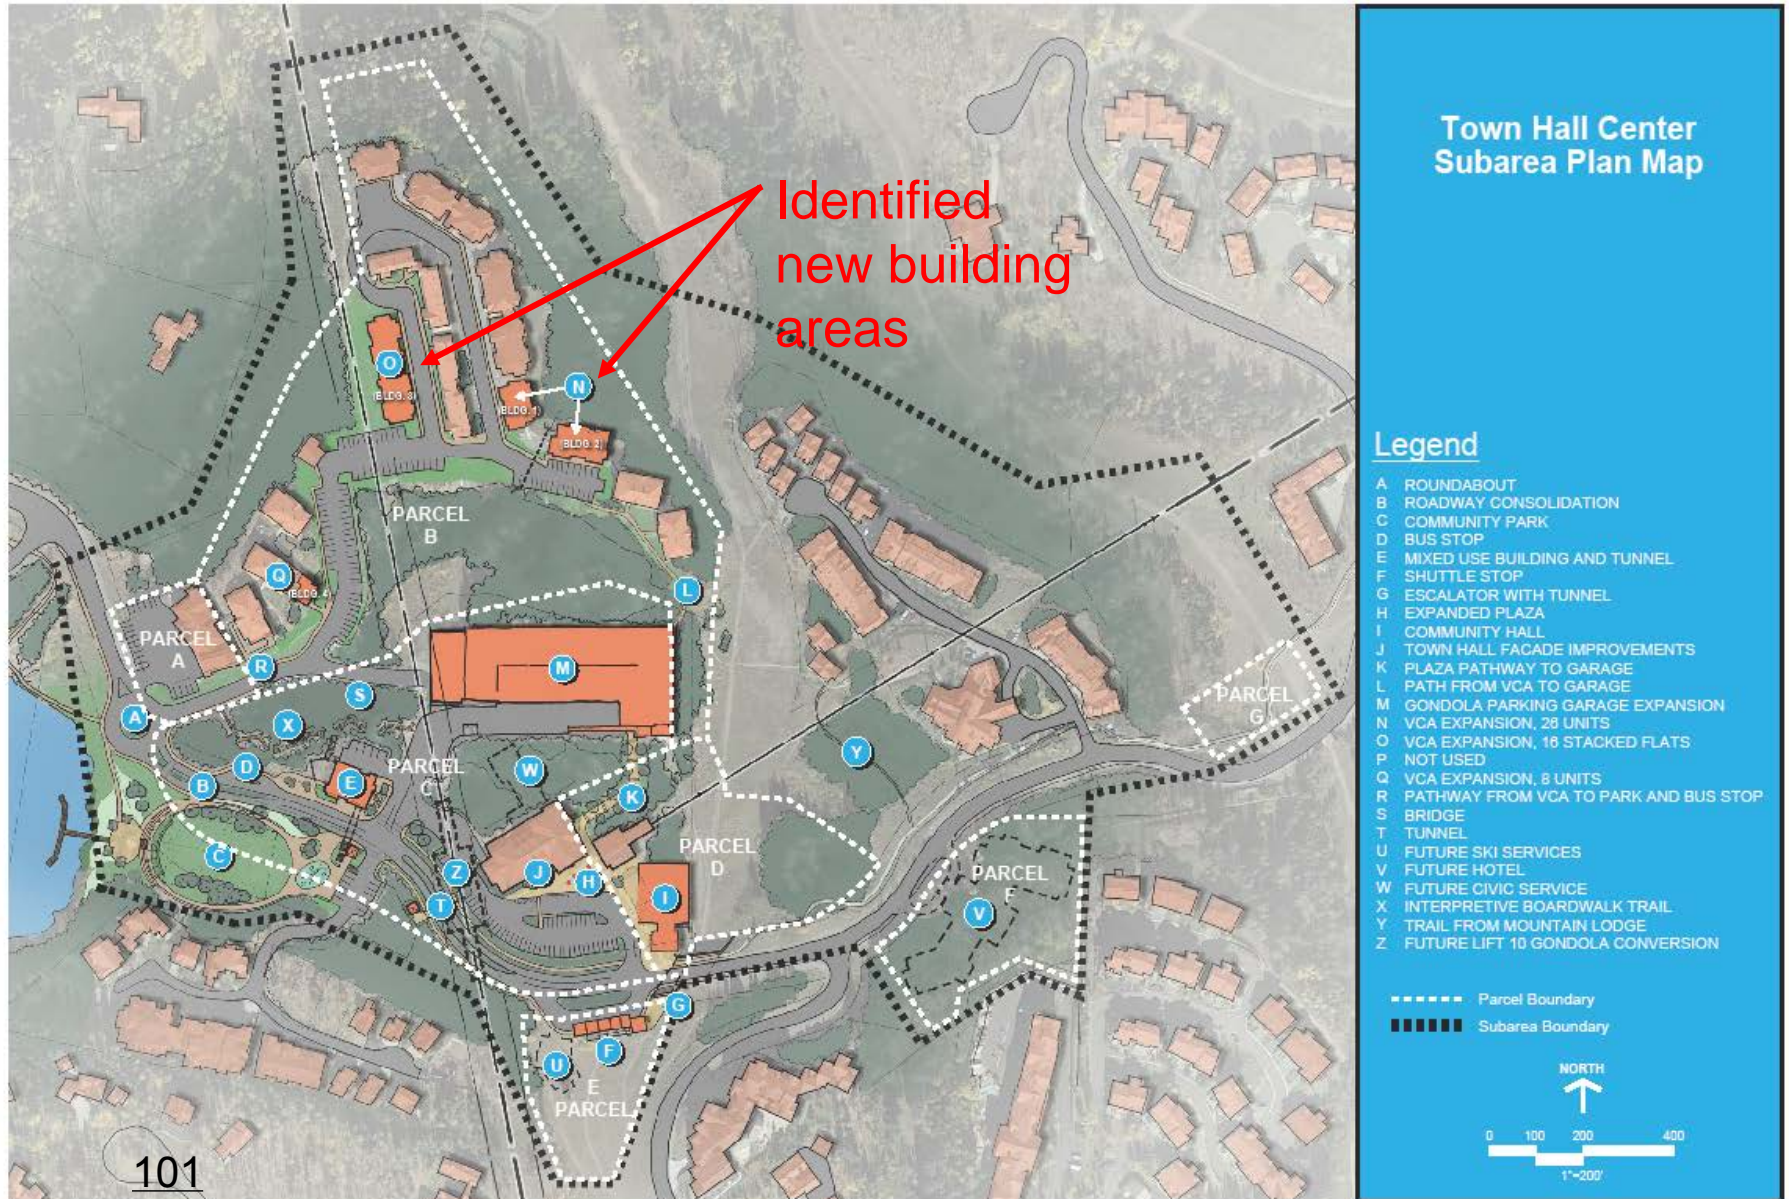 Identified
new building
areas
O
(BLDG. 3)
N
(BLDG. 1)
(BLDG. 2)
PARCEL
B
Q
(BLDG. 4)
L
PARCEL
A
R
M
S
A
X
PARCEL
G
D
E
PARCEL
C
W
Y
B
K
C
Z
J
H
PARCEL
D
I
T
PARCEL
F
V
G
U
F
E
PARCEL
101
Town Hall Center
Subarea Plan Map
Legend
A ROUNDABOUT
B ROADWAY CONSOLIDATION
C COMMUNITY PARK
D BUS STOP
E MIXED USE BUILDING AND TUNNEL
F SHUTTLE STOP
G ESCALATOR WITH TUNNEL
H EXPANDED PLAZA
I COMMUNITY HALL
J TOWN HALL FACADE IMPROVEMENTS
K PLAZA PATHWAY TO GARAGE
L PATH FROM VCA TO GARAGE
M GONDOLA PARKING GARAGE EXPANSION
N VCA EXPANSION, 26 UNITS
O VCA EXPANSION, 16 STACKED FLATS
P NOT USED
Q VCA EXPANSION, 8 UNITS
R PATHWAY FROM VCA TO PARK AND BUS STOP
S BRIDGE
T TUNNEL
U FUTURE SKI SERVICES
V FUTURE HOTEL
W FUTURE CIVIC SERVICE
X INTERPRETIVE BOARDWALK TRAIL
Y TRAIL FROM MOUNTAIN LODGE
Z FUTURE LIFT 10 GONDOLA CONVERSION
Parcel Boundary
Subarea Boundary
NORTH
0 100 200 400
1"=200'